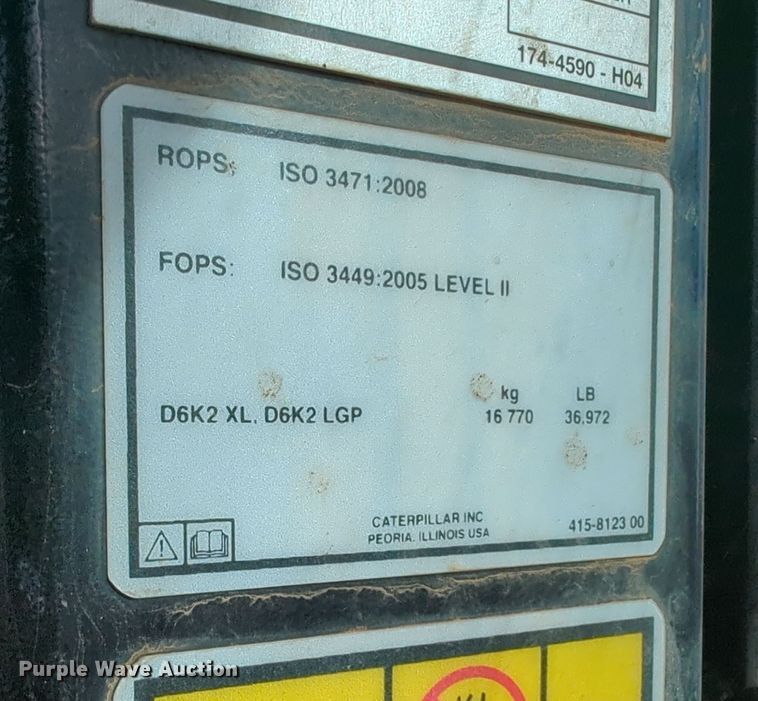 174-4590 - H04
ROPS: ISO 3471:2008
FOPS: ISO 3449:2005 LEVEL II
kg LB
D6K2 XL, D6K2 LGP 16 770 36,972
CATERPILLAR INC
PEORIA, ILLINOIS USA
415-8123 00
Purple Wave Auction